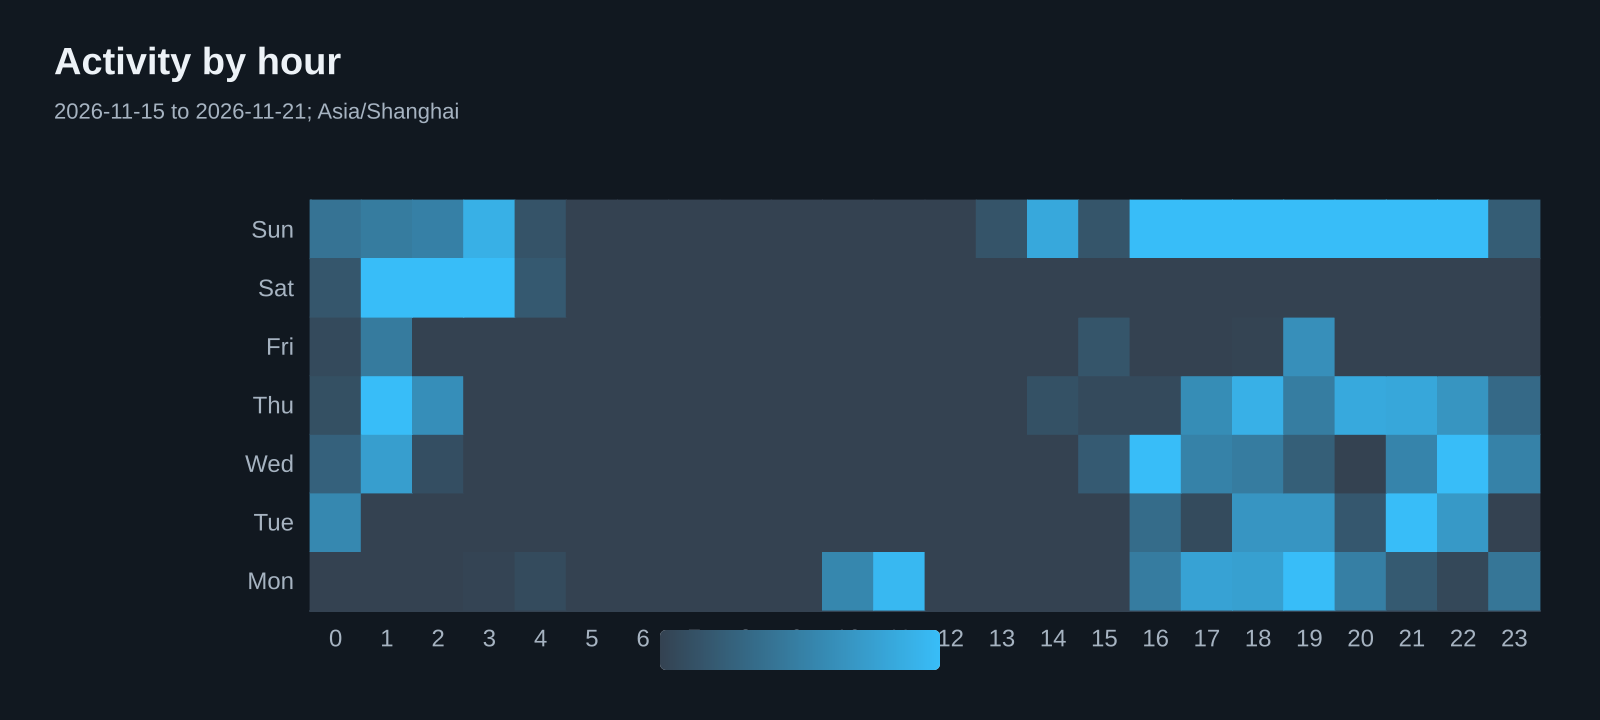 Activity by hour
2026-11-15 to 2026-11-21; Asia/Shanghai
Sun
Sat
Fri
Thu
Wed
Tue
Mon
0 1 2 3 4 5 6 12 13 14 15 16 17 18 19 20 21 22 23